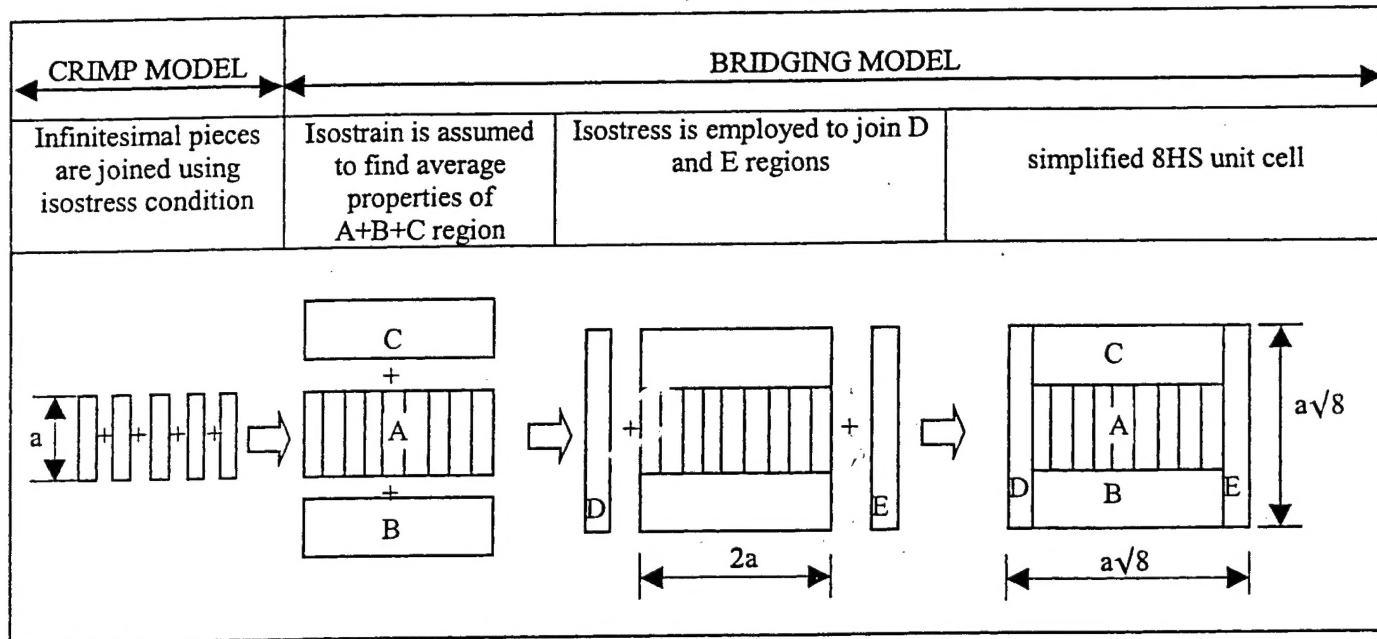 CRIMP MODEL
BRIDGING MODEL
Infinitesimal pieces
are joined using
isostress condition
Isostrain is assumed
to find average
properties of
A+B+C region
Isostress is employed to join D
and E regions
simplified 8HS unit cell
a
+ + + +
C
+
A
+
B
D
+
+
E
2a
C
A
D
B
E
a√8
a√8